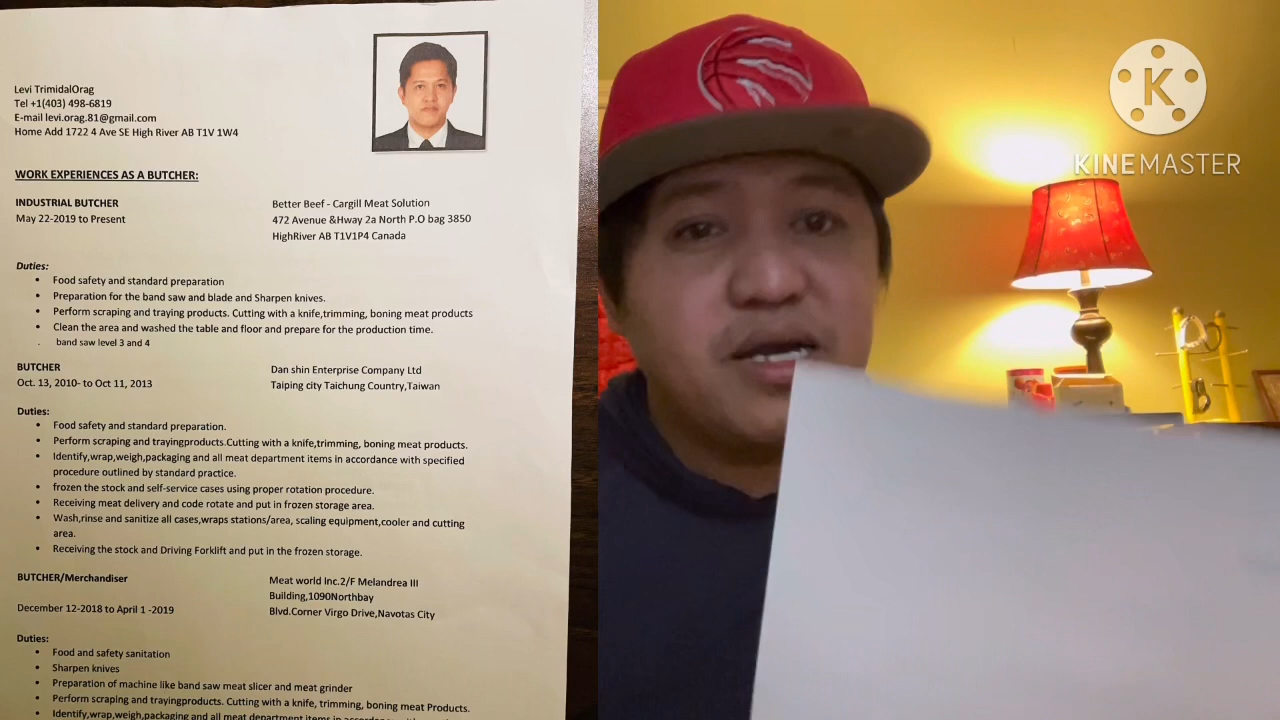 Levi TrimidalOrag
Tel +1(403) 498-6819
E-mail levi.orag.81@gmail.com
Home Add 1722 4 Ave SE High River AB T1V 1W4
WORK EXPERIENCES AS A BUTCHER:
INDUSTRIAL BUTCHER
May 22-2019 to Present
Better Beef - Cargill Meat Solution
472 Avenue &Hway 2a North P.O bag 3850
HighRiver AB T1V1P4 Canada
Duties:
• Food safety and standard preparation
• Preparation for the band saw and blade and Sharpen knives.
• Perform scraping and traying products. Cutting with a knife,trimming, boning meat products
• Clean the area and washed the table and floor and prepare for the production time.
. band saw level 3 and 4
BUTCHER
Oct. 13, 2010- to Oct 11, 2013
Dan shin Enterprise Company Ltd
Taiping city Taichung Country,Taiwan
Duties:
• Food safety and standard preparation.
• Perform scraping and trayingproducts.Cutting with a knife,trimming, boning meat products.
• Identify,wrap,weigh,packaging and all meat department items in accordance with specified
procedure outlined by standard practice.
• frozen the stock and self-service cases using proper rotation procedure.
• Receiving meat delivery and code rotate and put in frozen storage area.
• Wash,rinse and sanitize all cases,wraps stations/area, scaling equipment,cooler and cutting
area.
• Receiving the stock and Driving Forklift and put in the frozen storage.
BUTCHER/Merchandiser
December 12-2018 to April 1 -2019
Meat world Inc.2/F Melandrea III
Building,1090Northbay
Blvd.Corner Virgo Drive,Navotas City
Duties:
• Food and safety sanitation
• Sharpen knives
• Preparation of machine like band saw meat slicer and meat grinder
• Perform scraping and trayingproducts. Cutting with a knife, trimming, boning meat Products.
• Identify,wrap,weigh,packaging and all meat department items in accordance
K
KINEMASTER